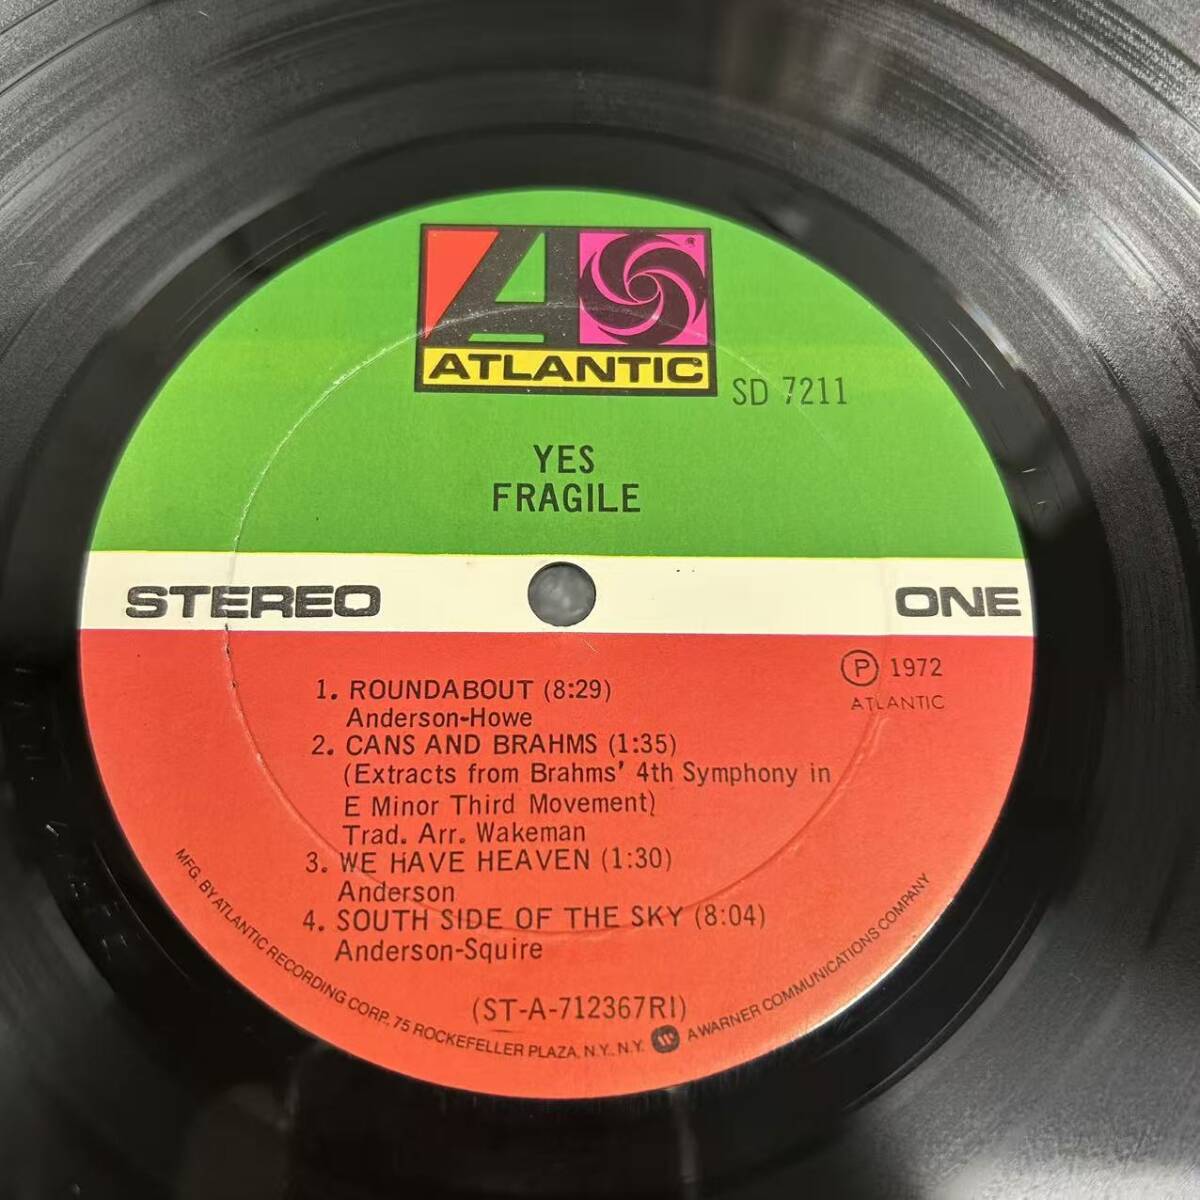 ATLANTIC
SD 7211
YES
FRAGILE
STEREO
ONE
Ⓟ 1972
ATLANTIC
1. ROUNDABOUT (8:29)
Anderson-Howe
2. CANS AND BRAHMS (1:35)
(Extracts from Brahms' 4th Symphony in
E Minor Third Movement)
Trad. Arr. Wakeman
3. WE HAVE HEAVEN (1:30)
Anderson
4. SOUTH SIDE OF THE SKY (8:04)
Anderson-Squire
(ST-A-712367RI)
MFG. BY ATLANTIC RECORDING CORP., 75 ROCKEFELLER PLAZA, N.Y., N.Y. A WARNER COMMUNICATIONS COMPANY